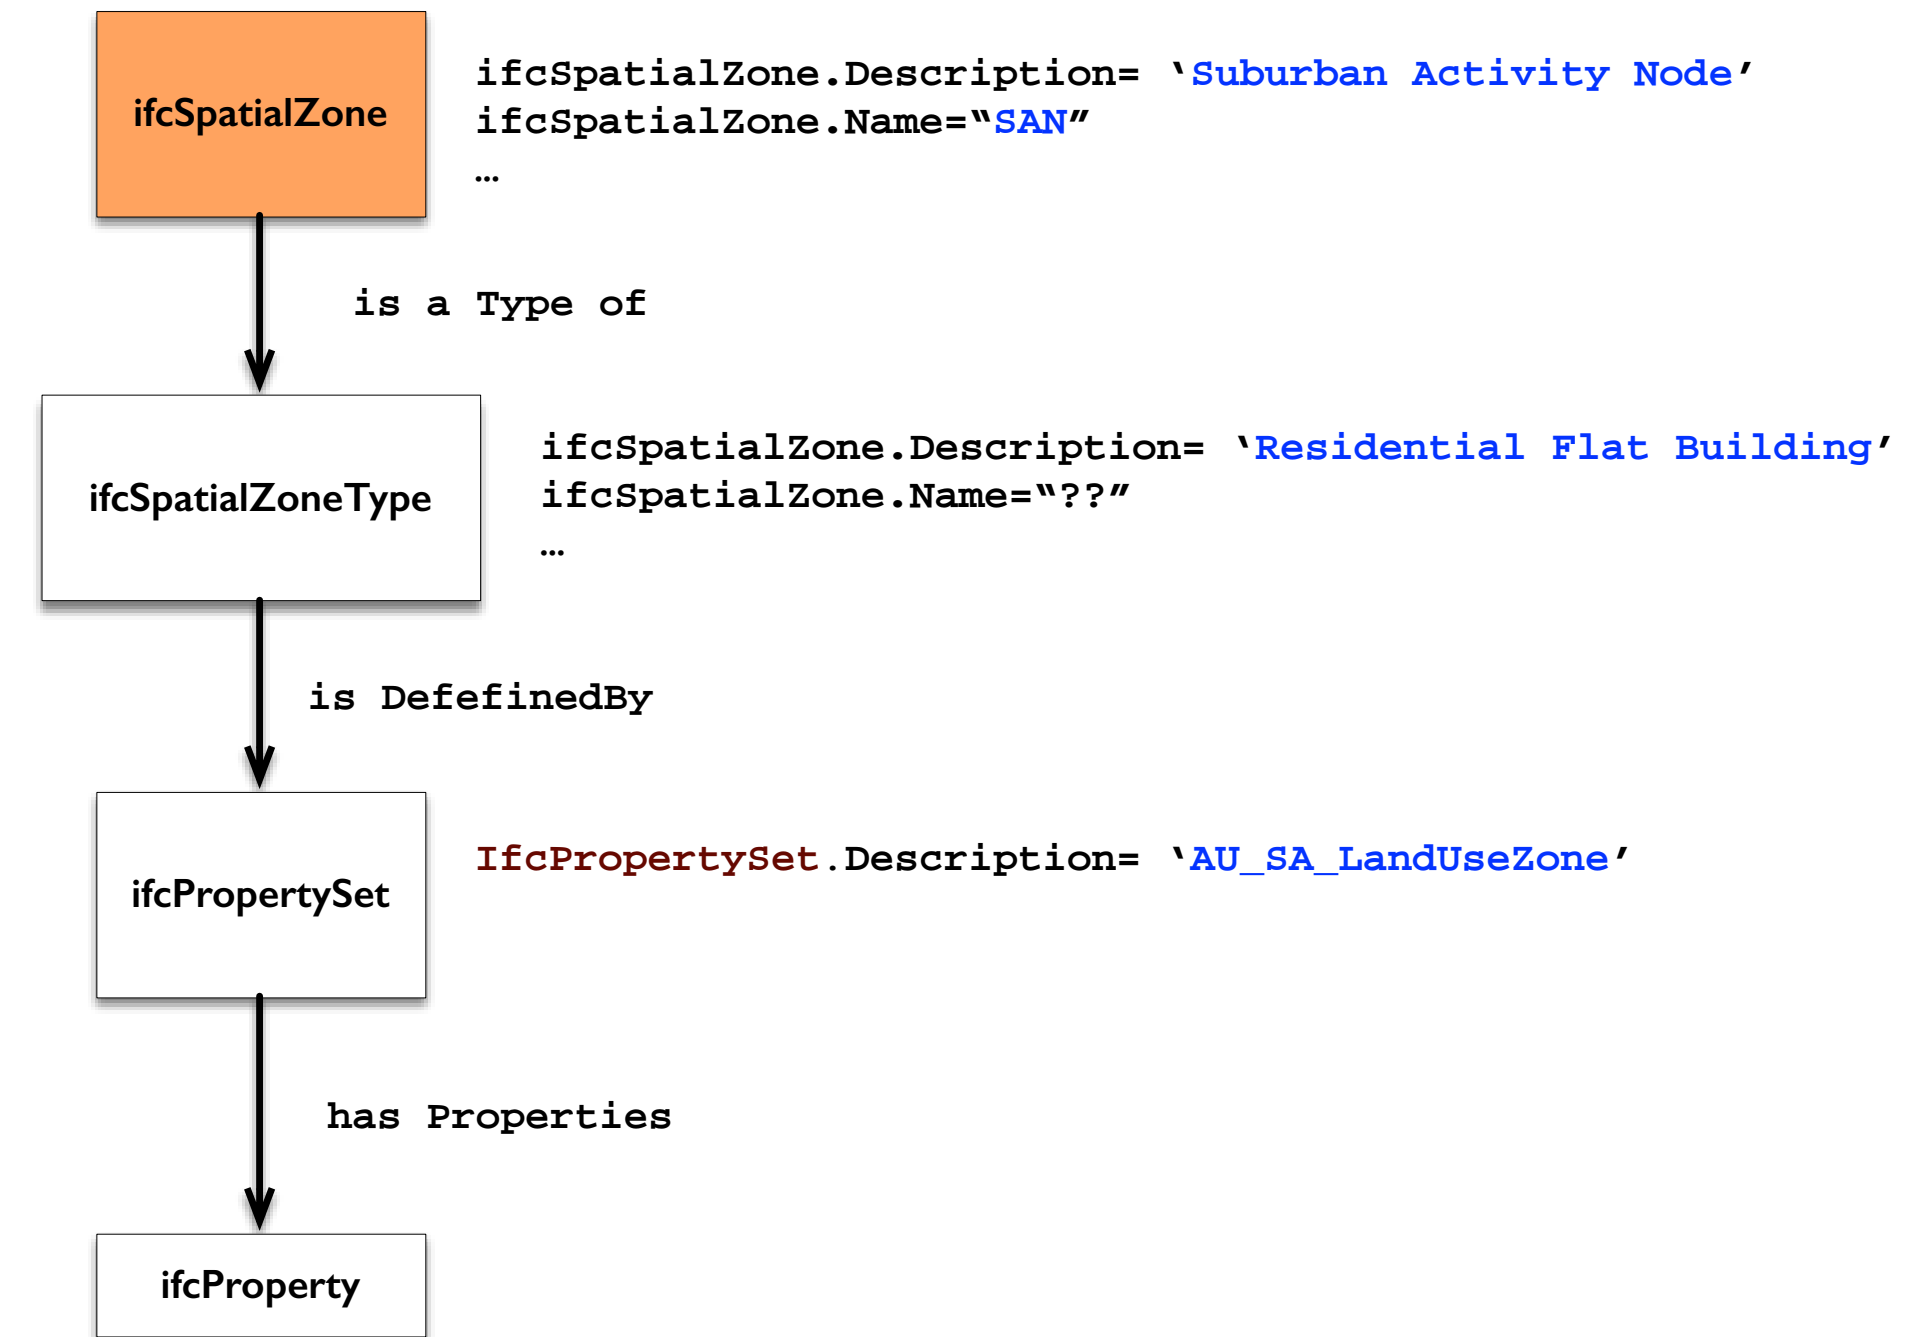 ifcSpatialZone
ifcSpatialZone.Description= ‘Suburban Activity Node’
ifcSpatialZone.Name=“SAN”
…
is a Type of
ifcSpatialZoneType
ifcSpatialZone.Description= ‘Residential Flat Building’
ifcSpatialZone.Name=“??”
…
is DefefinedBy
ifcPropertySet
IfcPropertySet.Description= ‘AU_SA_LandUseZone’
has Properties
ifcProperty